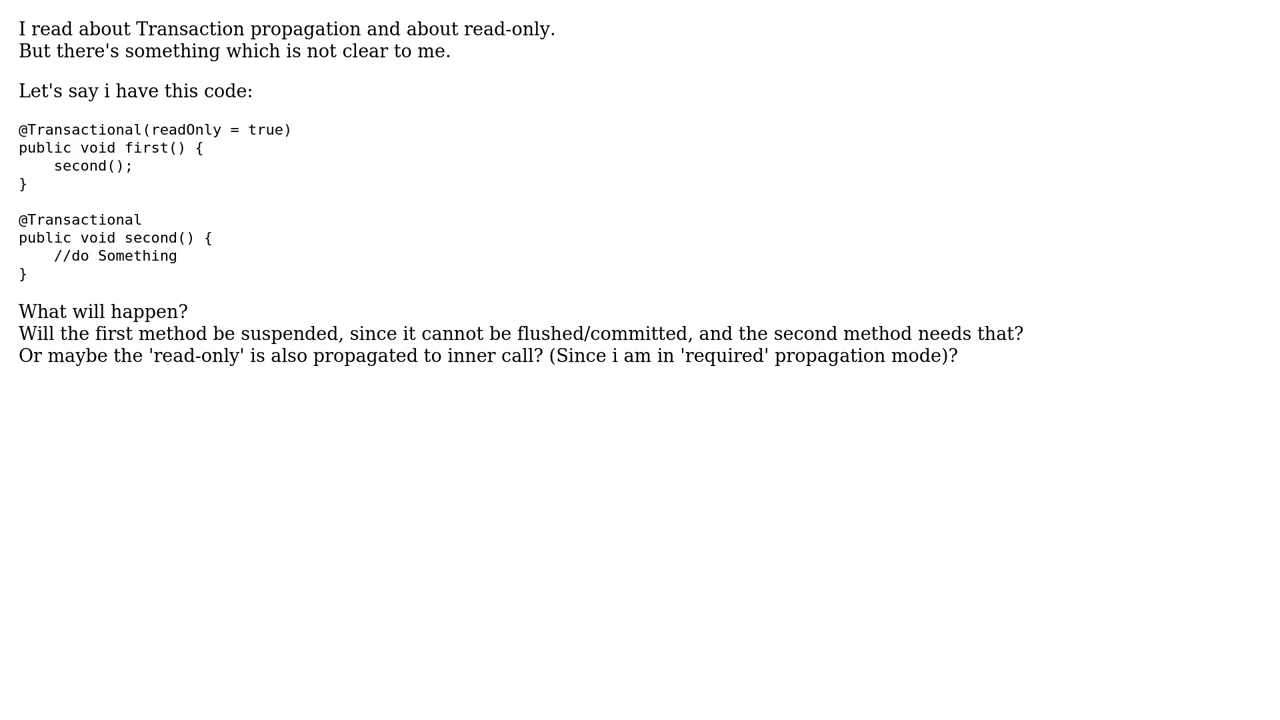 I read about Transaction propagation and about read-only.
But there's something which is not clear to me.
Let's say i have this code:
@Transactional(readOnly = true)
public void first() {
    second();
}
@Transactional
public void second() {
    //do Something
}
What will happen?
Will the first method be suspended, since it cannot be flushed/committed, and the second method needs that?
Or maybe the 'read-only' is also propagated to inner call? (Since i am in 'required' propagation mode)?